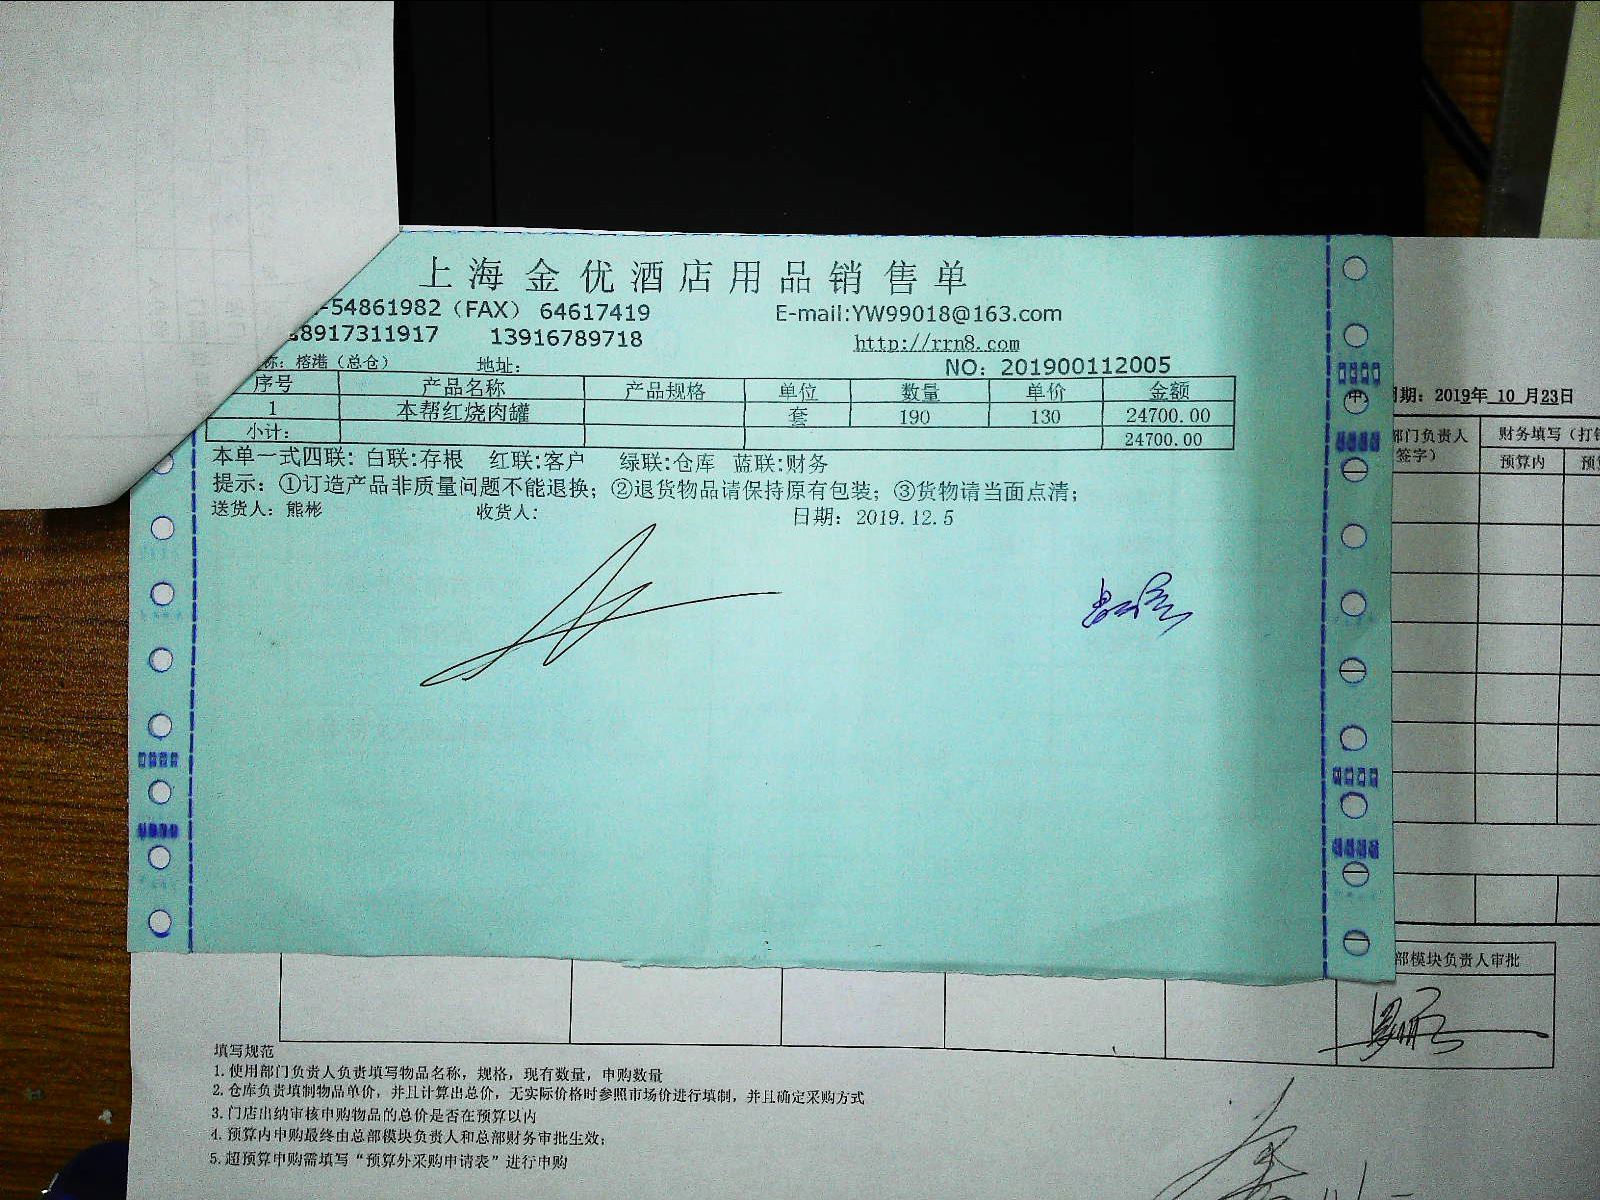 上海金优酒店用品销售单
-54861982（FAX） 64617419 E-mail:YW99018@163.com
8917311917 13916789718 http://rrn8.com
称：榕港（总仓） 地址： NO：201900112005
序号 产品名称 产品规格 单位 数量 单价 金额
1 本帮红烧肉罐 套 190 130 24700.00
小计： 24700.00
本单一式四联：白联:存根 红联:客户 绿联:仓库 蓝联:财务
提示：①订造产品非质量问题不能退换；②退货物品请保持原有包装；③货物请当面点清；
送货人：熊彬 收货人： 日期：2019.12.5
期：2019年 10 月23日
部门负责人 财务填写（打
签字）
预算内 预
部模块负责人审批
填写规范
1.使用部门负责人负责填写物品名称，规格，现有数量，申购数量
2.仓库负责填制物品单价，并且计算出总价，无实际价格时参照市场价进行填制，并且确定采购方式
3.门店出纳审核申购物品的总价是否在预算以内
4.预算内申购最终由总部模块负责人和总部财务审批生效；
5.超预算申购需填写“预算外采购申请表”进行申购